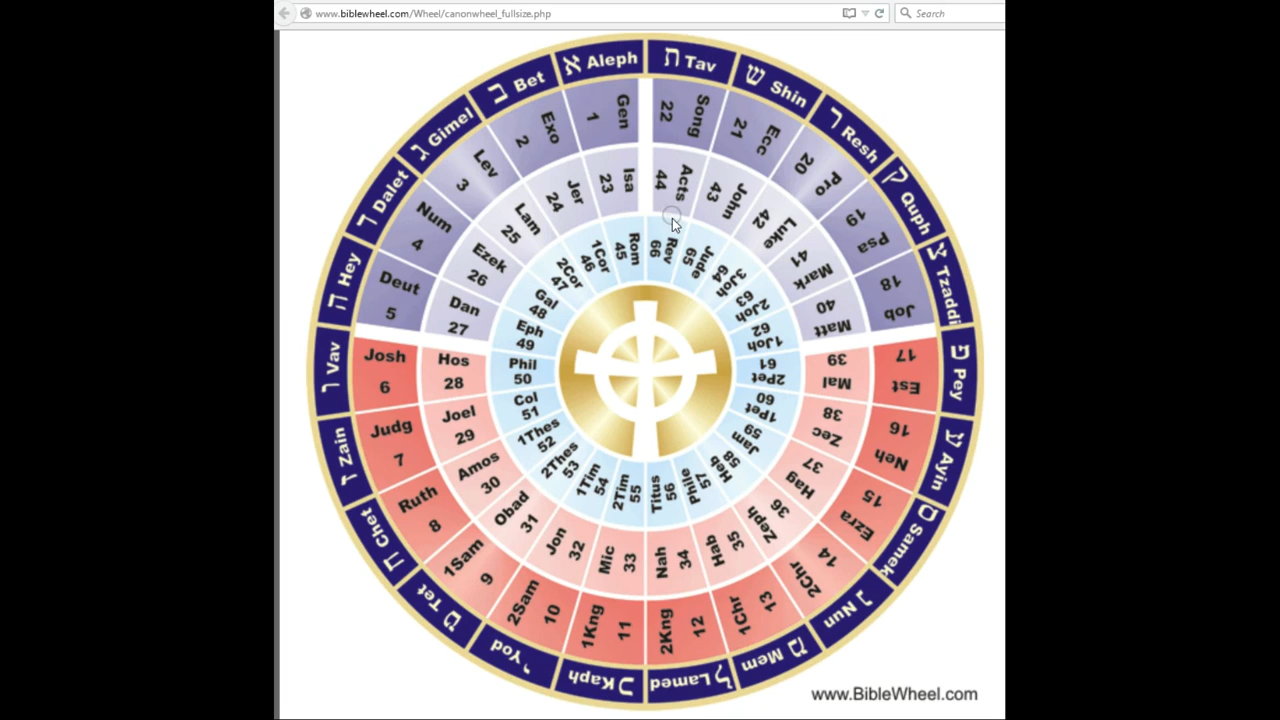 www.biblewheel.com/Wheel/canonwheel_fullsize.php
Search
א Aleph
ב Bet
ג Gimel
ד Dalet
ה Hey
ו Vav
ז Zain
ח Chet
ט Tet
י Yod
כ Kaph
ל Lamed
מ Mem
נ Nun
ס Samek
ע Ayin
פ Pey
צ Tzaddi
ק Quph
ר Resh
ש Shin
ת Tav
Gen 1
Exo 2
Lev 3
Num 4
Deut 5
Josh 6
Judg 7
Ruth 8
1Sam 9
2Sam 10
1Kng 11
2Kng 12
1Chr 13
2Chr 14
Ezra 15
Neh 16
Est 17
Job 18
Psa 19
Pro 20
Ecc 21
Song 22
Isa 23
Jer 24
Lam 25
Ezek 26
Dan 27
Hos 28
Joel 29
Amos 30
Obad 31
Jon 32
Mic 33
Nah 34
Hab 35
Zeph 36
Hag 37
Zec 38
Mal 39
Matt 40
Mark 41
Luke 42
John 43
Acts 44
Rom 45
1Cor 46
2Cor 47
Gal 48
Eph 49
Phil 50
Col 51
1Thes 52
2Thes 53
1Tim 54
2Tim 55
Titus 56
Phile 57
Heb 58
Jam 59
1Pet 60
2Pet 61
1Joh 62
2Joh 63
3Joh 64
Jude 65
Rev 66
www.BibleWheel.com